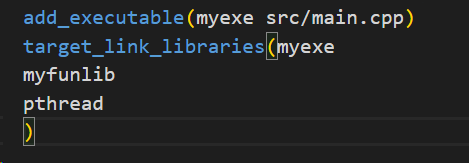 add_executable(myexe src/main.cpp)
target_link_libraries(myexe
myfunlib
pthread
)